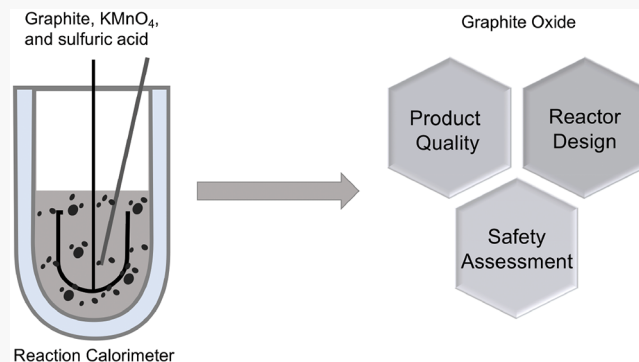 Graphite, KMnO₄,
and sulfuric acid
Graphite Oxide
Product
Quality
Reactor
Design
Safety
Assessment
Reaction Calorimeter